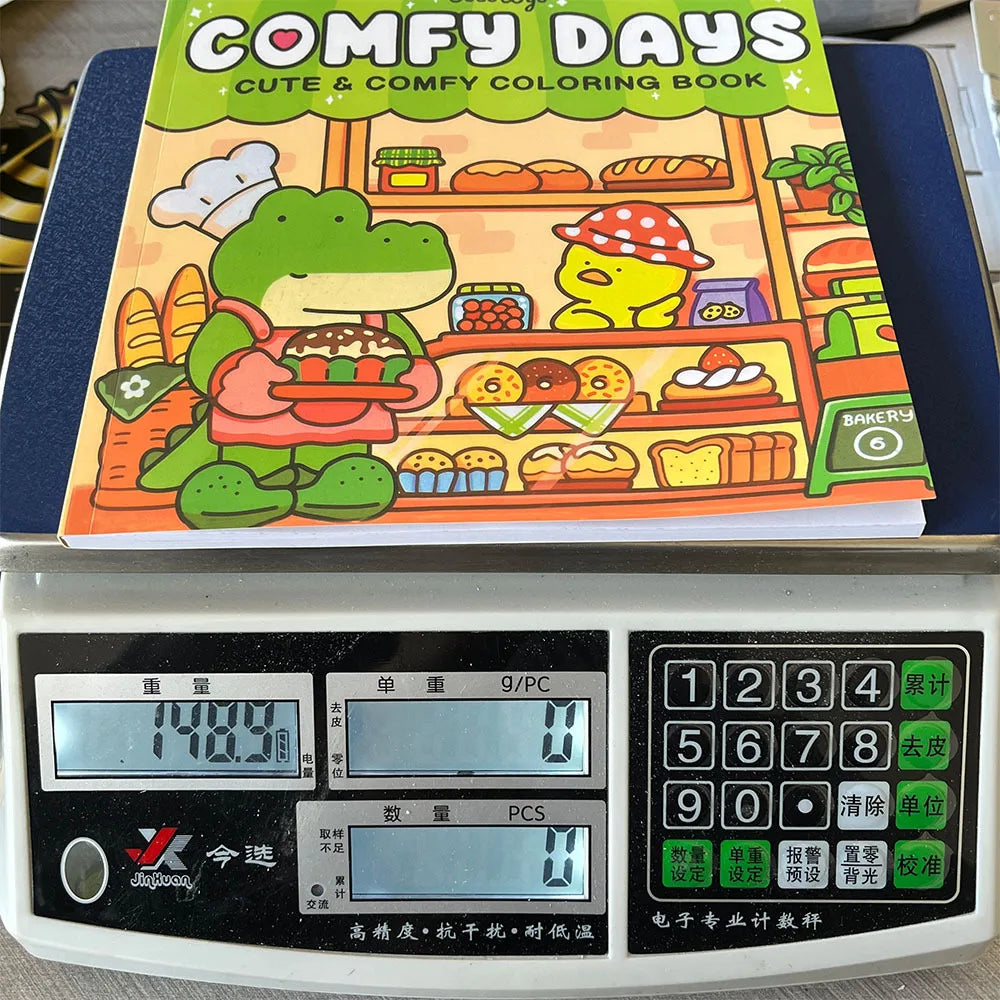 COMFY DAYS
CUTE & COMFY COLORING BOOK
BAKERY
6
重量
148.9
电量
单重 g/PC
去皮
零位
0
数量 PCS
取样不足
累计
交流
0
JinHuan
今选
高精度·抗干扰·耐低温
1 2 3 4 累计
5 6 7 8 去皮
9 0 • 清除 单位
数量设定 单重设定 报警预设 置零背光 校准
电子专业计数秤